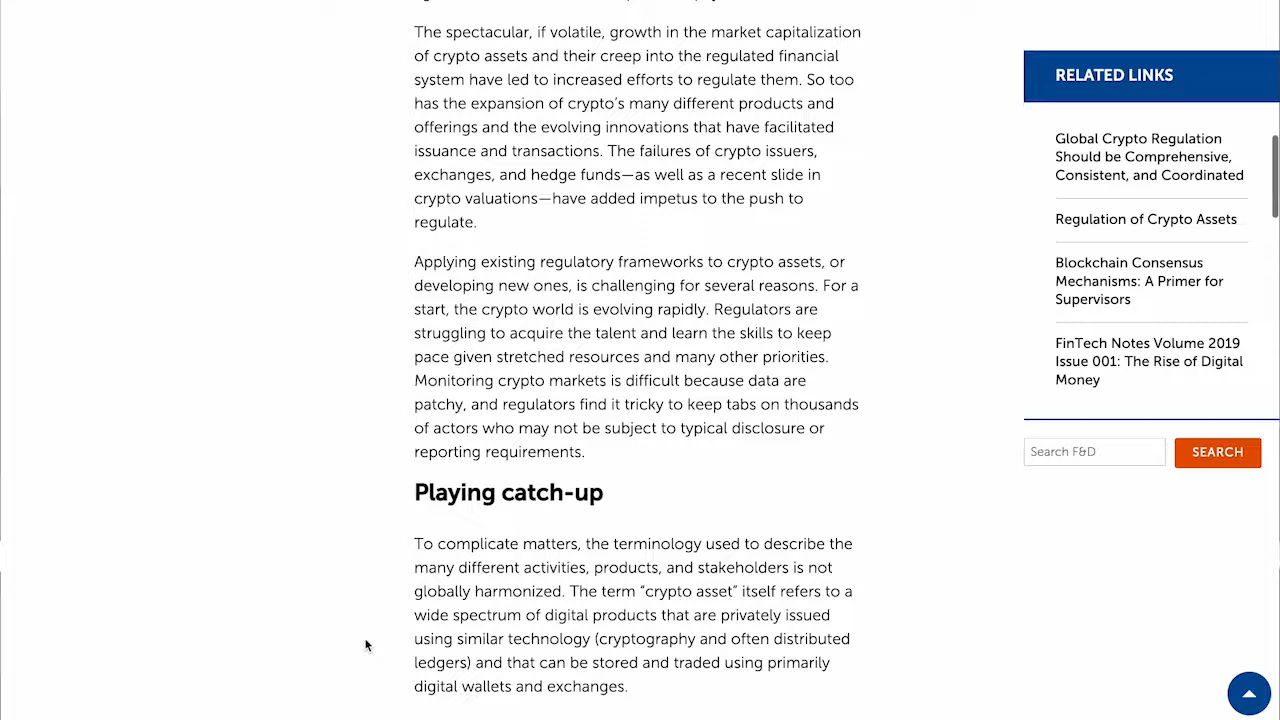 The spectacular, if volatile, growth in the market capitalization
of crypto assets and their creep into the regulated financial
system have led to increased efforts to regulate them. So too
has the expansion of crypto’s many different products and
offerings and the evolving innovations that have facilitated
issuance and transactions. The failures of crypto issuers,
exchanges, and hedge funds—as well as a recent slide in
crypto valuations—have added impetus to the push to
regulate.
Applying existing regulatory frameworks to crypto assets, or
developing new ones, is challenging for several reasons. For a
start, the crypto world is evolving rapidly. Regulators are
struggling to acquire the talent and learn the skills to keep
pace given stretched resources and many other priorities.
Monitoring crypto markets is difficult because data are
patchy, and regulators find it tricky to keep tabs on thousands
of actors who may not be subject to typical disclosure or
reporting requirements.
Playing catch-up
To complicate matters, the terminology used to describe the
many different activities, products, and stakeholders is not
globally harmonized. The term “crypto asset” itself refers to a
wide spectrum of digital products that are privately issued
using similar technology (cryptography and often distributed
ledgers) and that can be stored and traded using primarily
digital wallets and exchanges.
RELATED LINKS
Global Crypto Regulation
Should be Comprehensive,
Consistent, and Coordinated
Regulation of Crypto Assets
Blockchain Consensus
Mechanisms: A Primer for
Supervisors
FinTech Notes Volume 2019
Issue 001: The Rise of Digital
Money
Search F&D
SEARCH